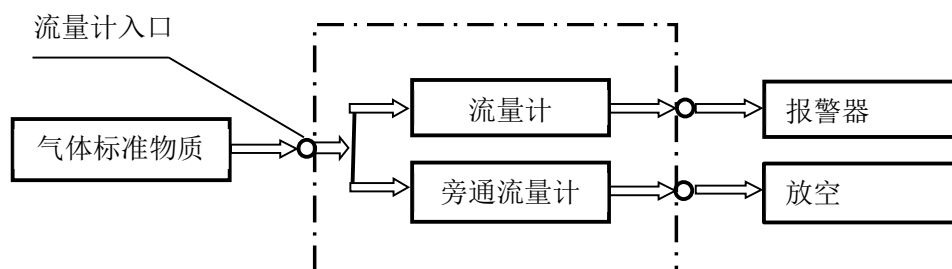 流量计入口
流量计
报警器
气体标准物质
旁通流量计
放空